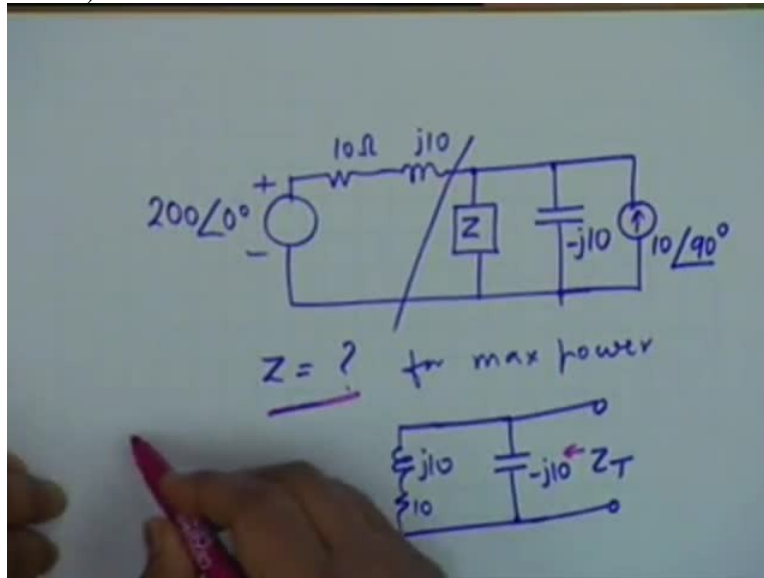 10Ω j10
+
200∠0°
−
Z
-j10
10∠90°
Z = ? for max power
j10
10
-j10
Z_T